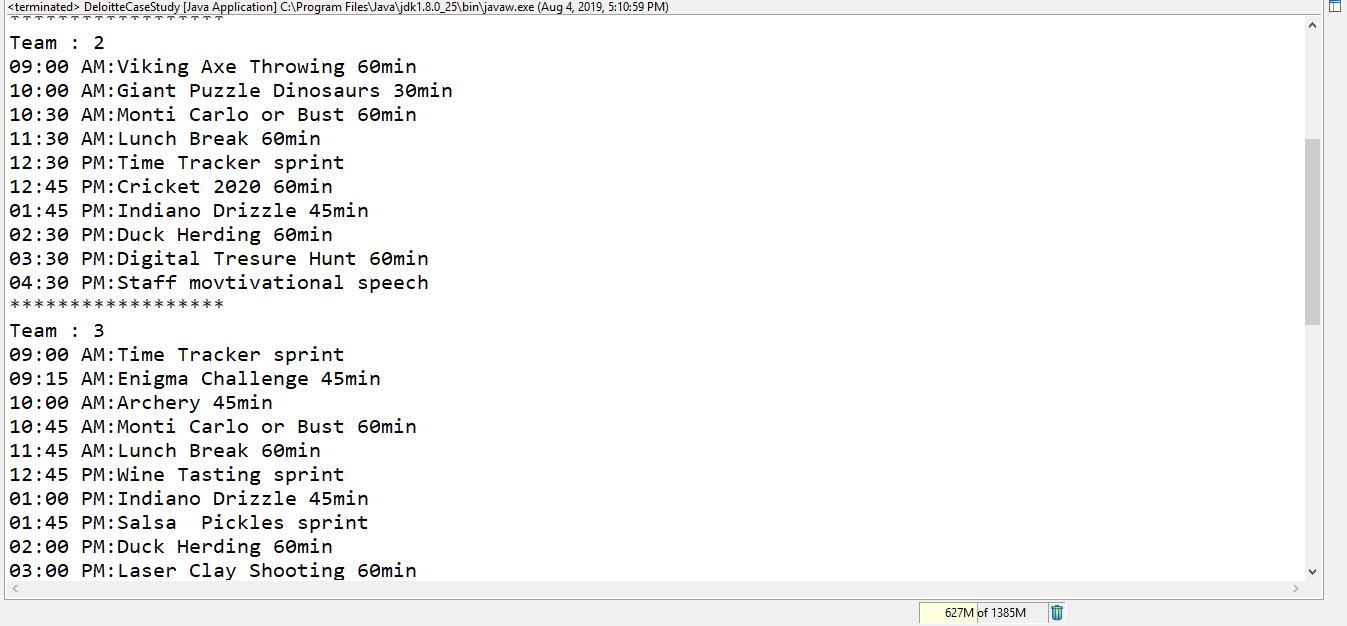 <terminated> DeloitteCaseStudy [Java Application] C:\Program Files\Java\jdk1.8.0_25\bin\javaw.exe (Aug 4, 2019, 5:10:59 PM)
******************
Team : 2
09:00 AM:Viking Axe Throwing 60min
10:00 AM:Giant Puzzle Dinosaurs 30min
10:30 AM:Monti Carlo or Bust 60min
11:30 AM:Lunch Break 60min
12:30 PM:Time Tracker sprint
12:45 PM:Cricket 2020 60min
01:45 PM:Indiano Drizzle 45min
02:30 PM:Duck Herding 60min
03:30 PM:Digital Tresure Hunt 60min
04:30 PM:Staff movtivational speech
******************
Team : 3
09:00 AM:Time Tracker sprint
09:15 AM:Enigma Challenge 45min
10:00 AM:Archery 45min
10:45 AM:Monti Carlo or Bust 60min
11:45 AM:Lunch Break 60min
12:45 PM:Wine Tasting sprint
01:00 PM:Indiano Drizzle 45min
01:45 PM:Salsa  Pickles sprint
02:00 PM:Duck Herding 60min
03:00 PM:Laser Clay Shooting 60min
627M of 1385M